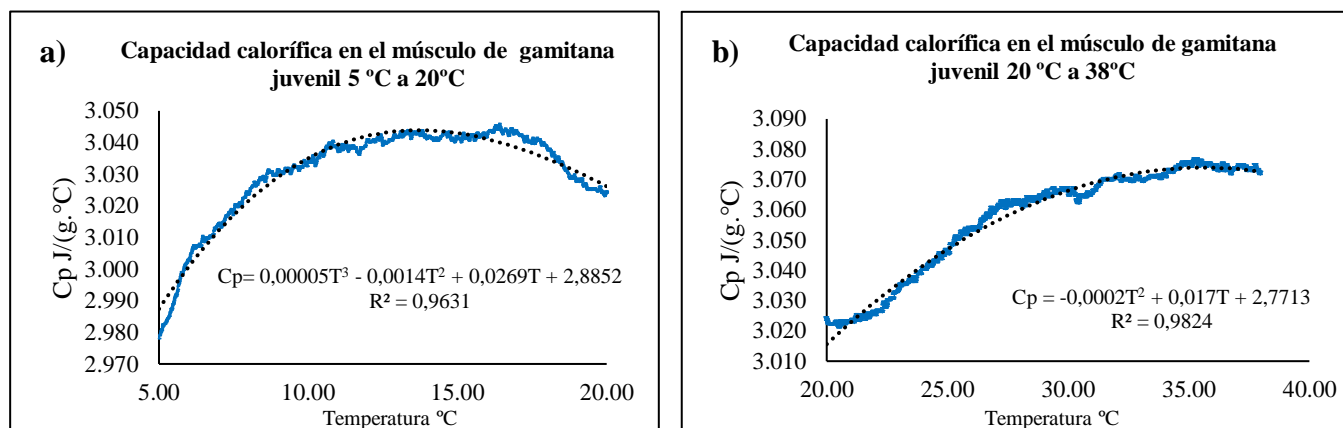 a)
Capacidad calorífica en el músculo de gamitana
juvenil 5 ºC a 20ºC
Cp J/(g.°C)
3.050
3.040
3.030
3.020
3.010
3.000
2.990
2.980
2.970
Cp= 0,00005T³ - 0,0014T² + 0,0269T + 2,8852
R² = 0,9631
5.00 10.00 15.00 20.00
Temperatura ºC
b)
Capacidad calorífica en el músculo de gamitana
juvenil 20 ºC a 38ºC
Cp J/(g.°C)
3.090
3.080
3.070
3.060
3.050
3.040
3.030
3.020
3.010
Cp = -0,0002T² + 0,017T + 2,7713
R² = 0,9824
20.00 25.00 30.00 35.00 40.00
Temperatura ºC